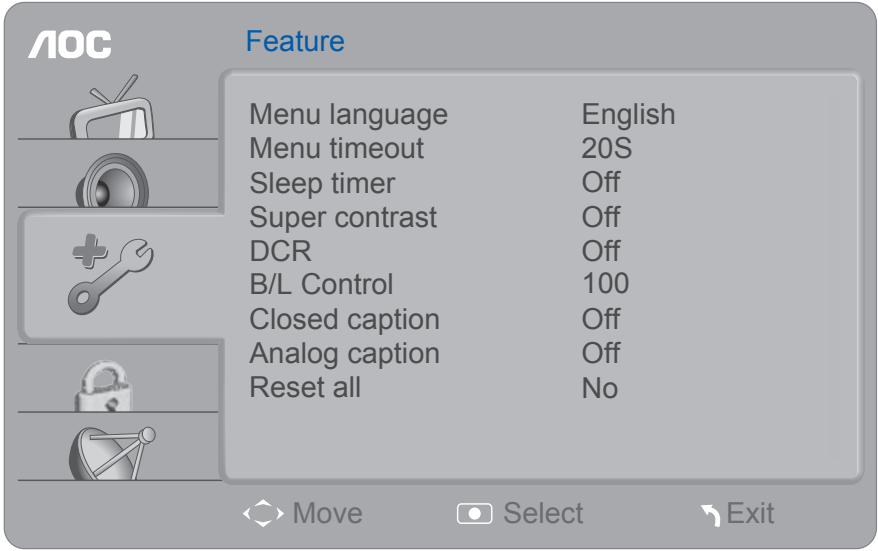 AOC
Feature
Menu language English
Menu timeout 20S
Sleep timer Off
Super contrast Off
DCR Off
B/L Control 100
Closed caption Off
Analog caption Off
Reset all No
Move Select Exit